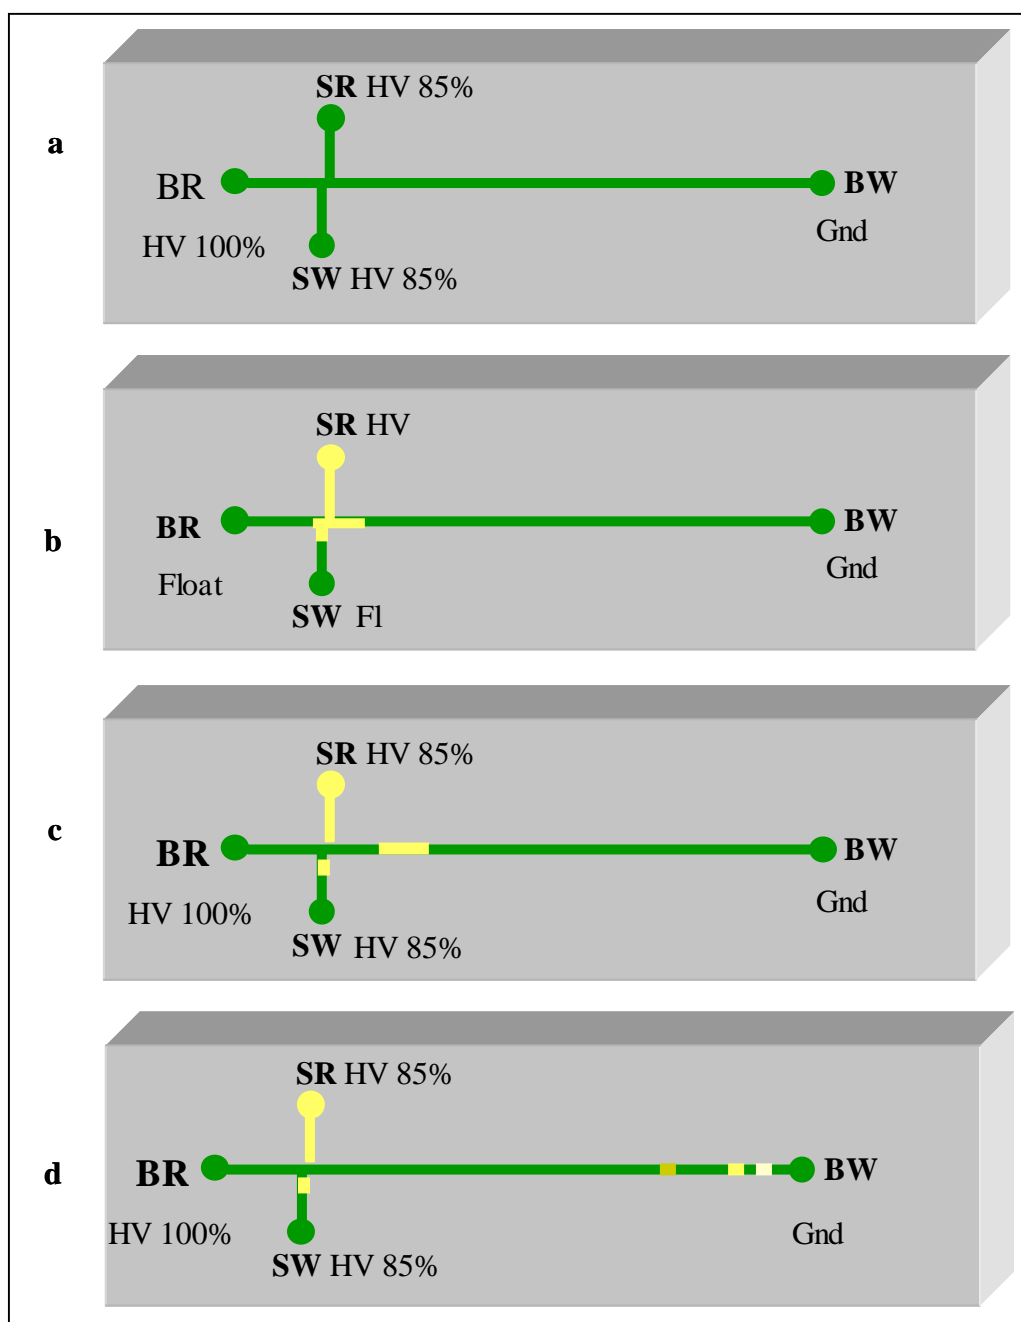 a
SR HV 85%
BR
BW
Gnd
HV 100%
SW HV 85%
b
SR HV
BR
BW
Gnd
Float
SW Fl
c
SR HV 85%
BR
BW
Gnd
HV 100%
SW HV 85%
d
SR HV 85%
BR
BW
HV 100%
Gnd
SW HV 85%